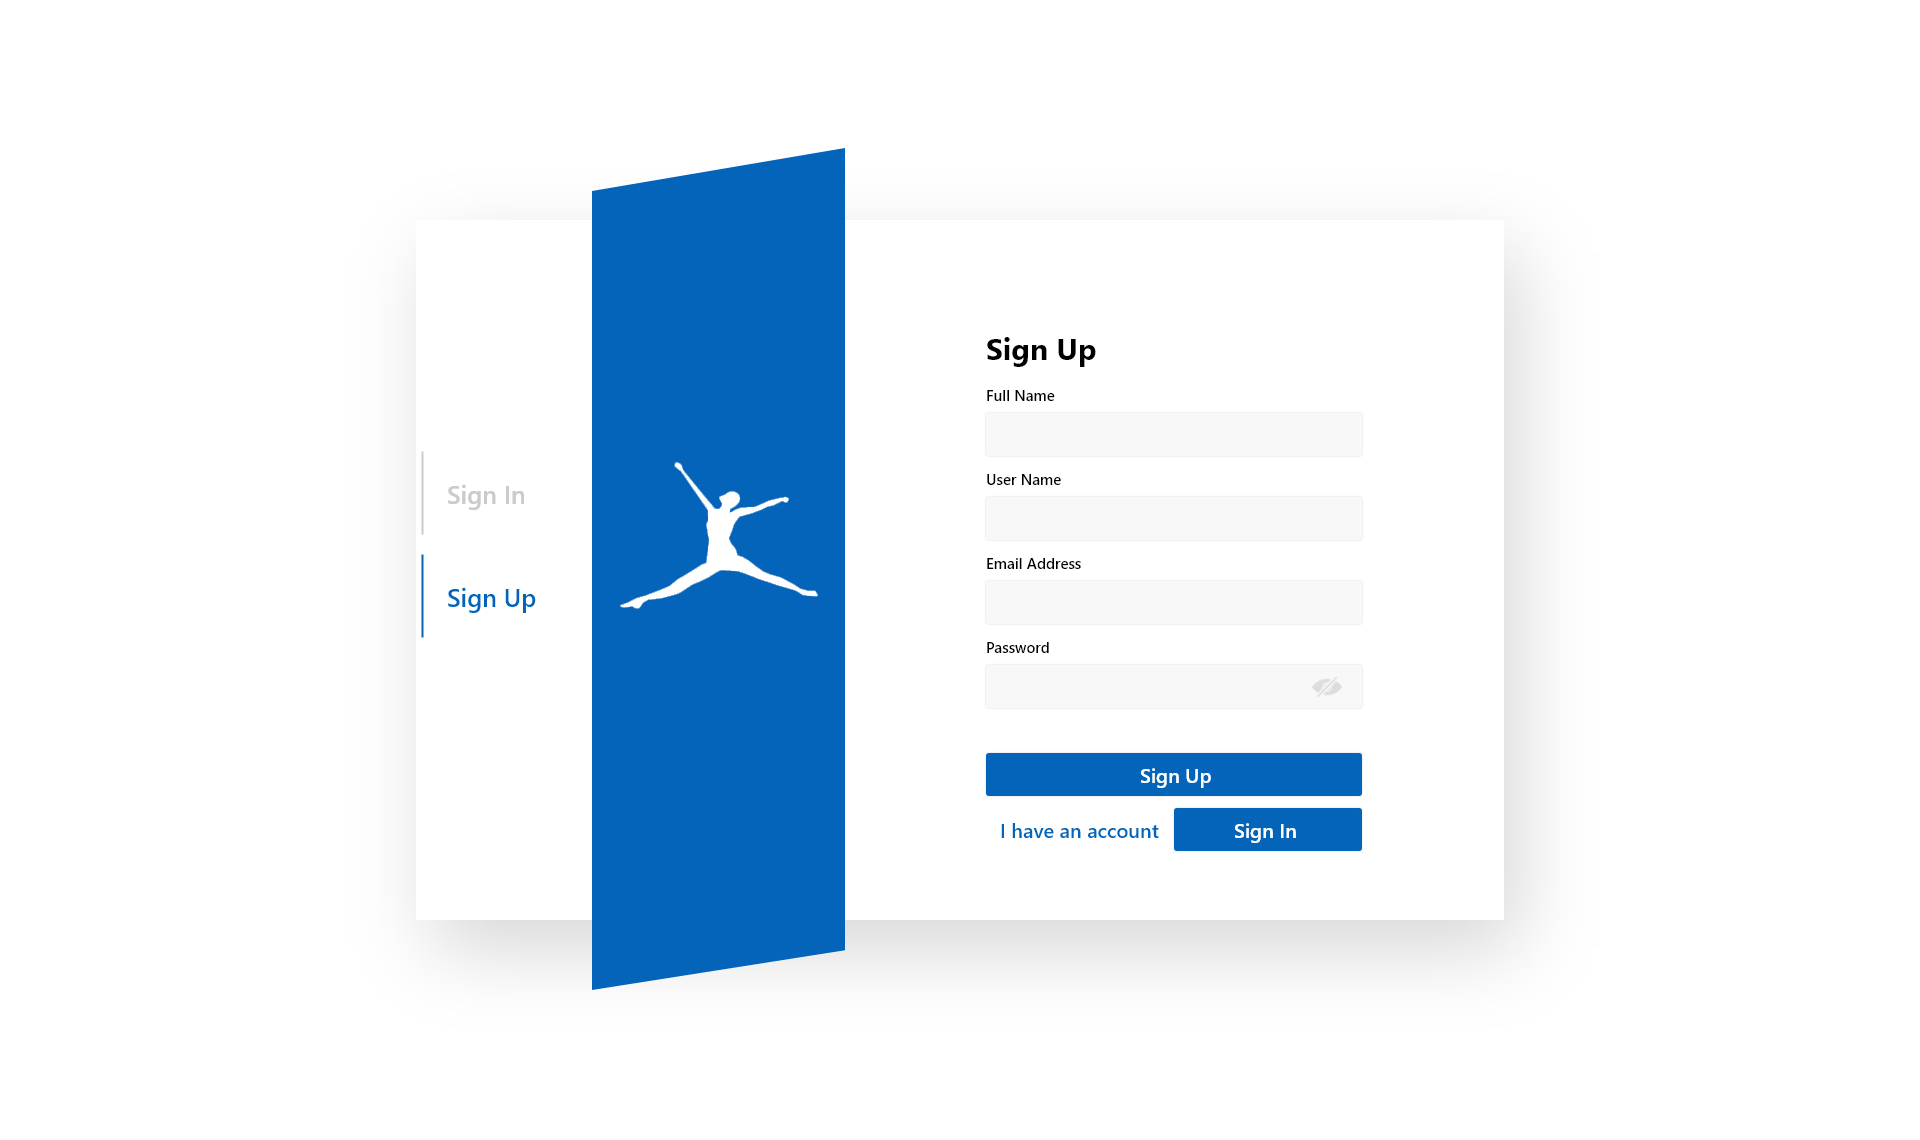 Sign In
Sign Up
Sign Up
Full Name
User Name
Email Address
Password
Sign Up
I have an account
Sign In